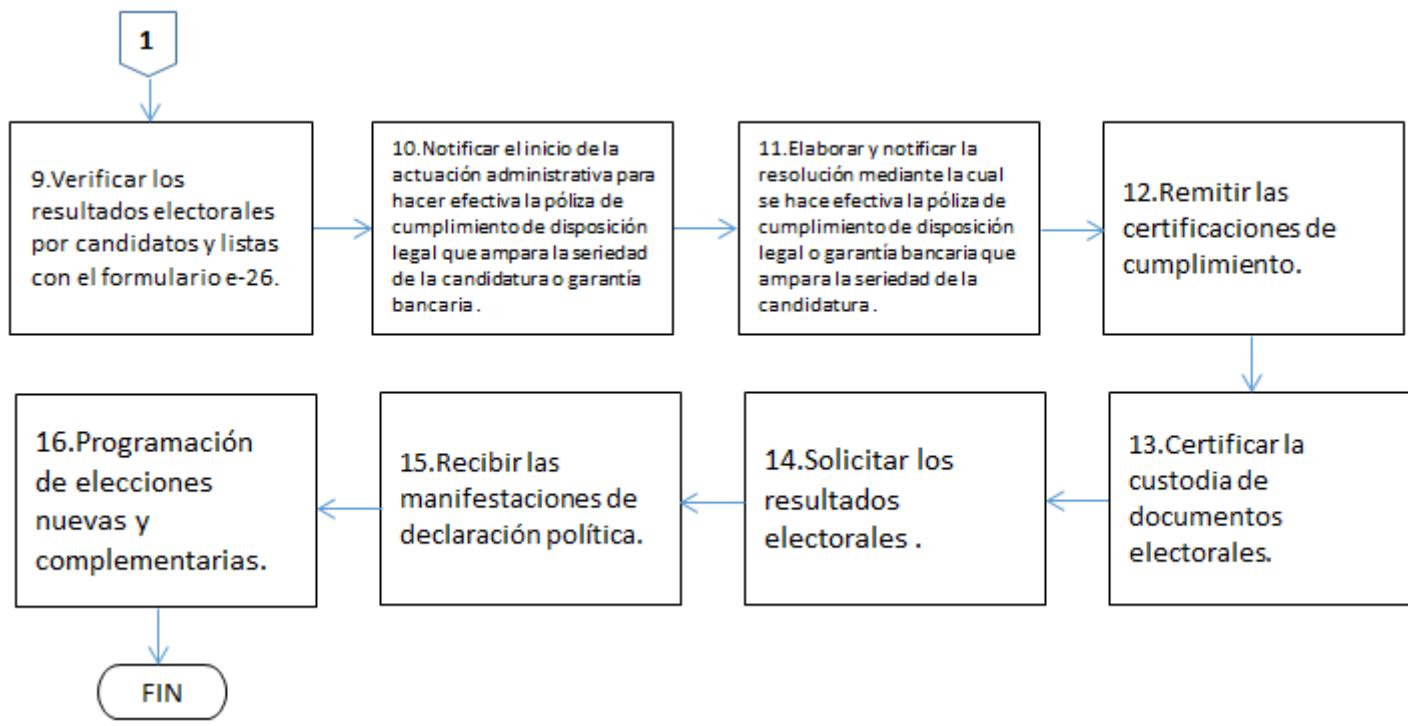 1
9.Verificar los
resultados electorales
por candidatos y listas
con el formulario e-26.
10.Notificar el inicio de la
actuación administrativa para
hacer efectiva la póliza de
cumplimiento de disposición
legal que ampara la seriedad
de la candidatura o garantía
bancaria .
11.Elaborar y notificar la
resolución mediante la cual
se hace efectiva la póliza de
cumplimiento de disposición
legal o garantía bancaria que
ampara la seriedad de la
candidatura .
12.Remitir las
certificaciones de
cumplimiento.
13.Certificar la
custodia de
documentos
electorales.
14.Solicitar los
resultados
electorales .
15.Recibir las
manifestaciones de
declaración política.
16.Programación
de elecciones
nuevas y
complementarias.
FIN